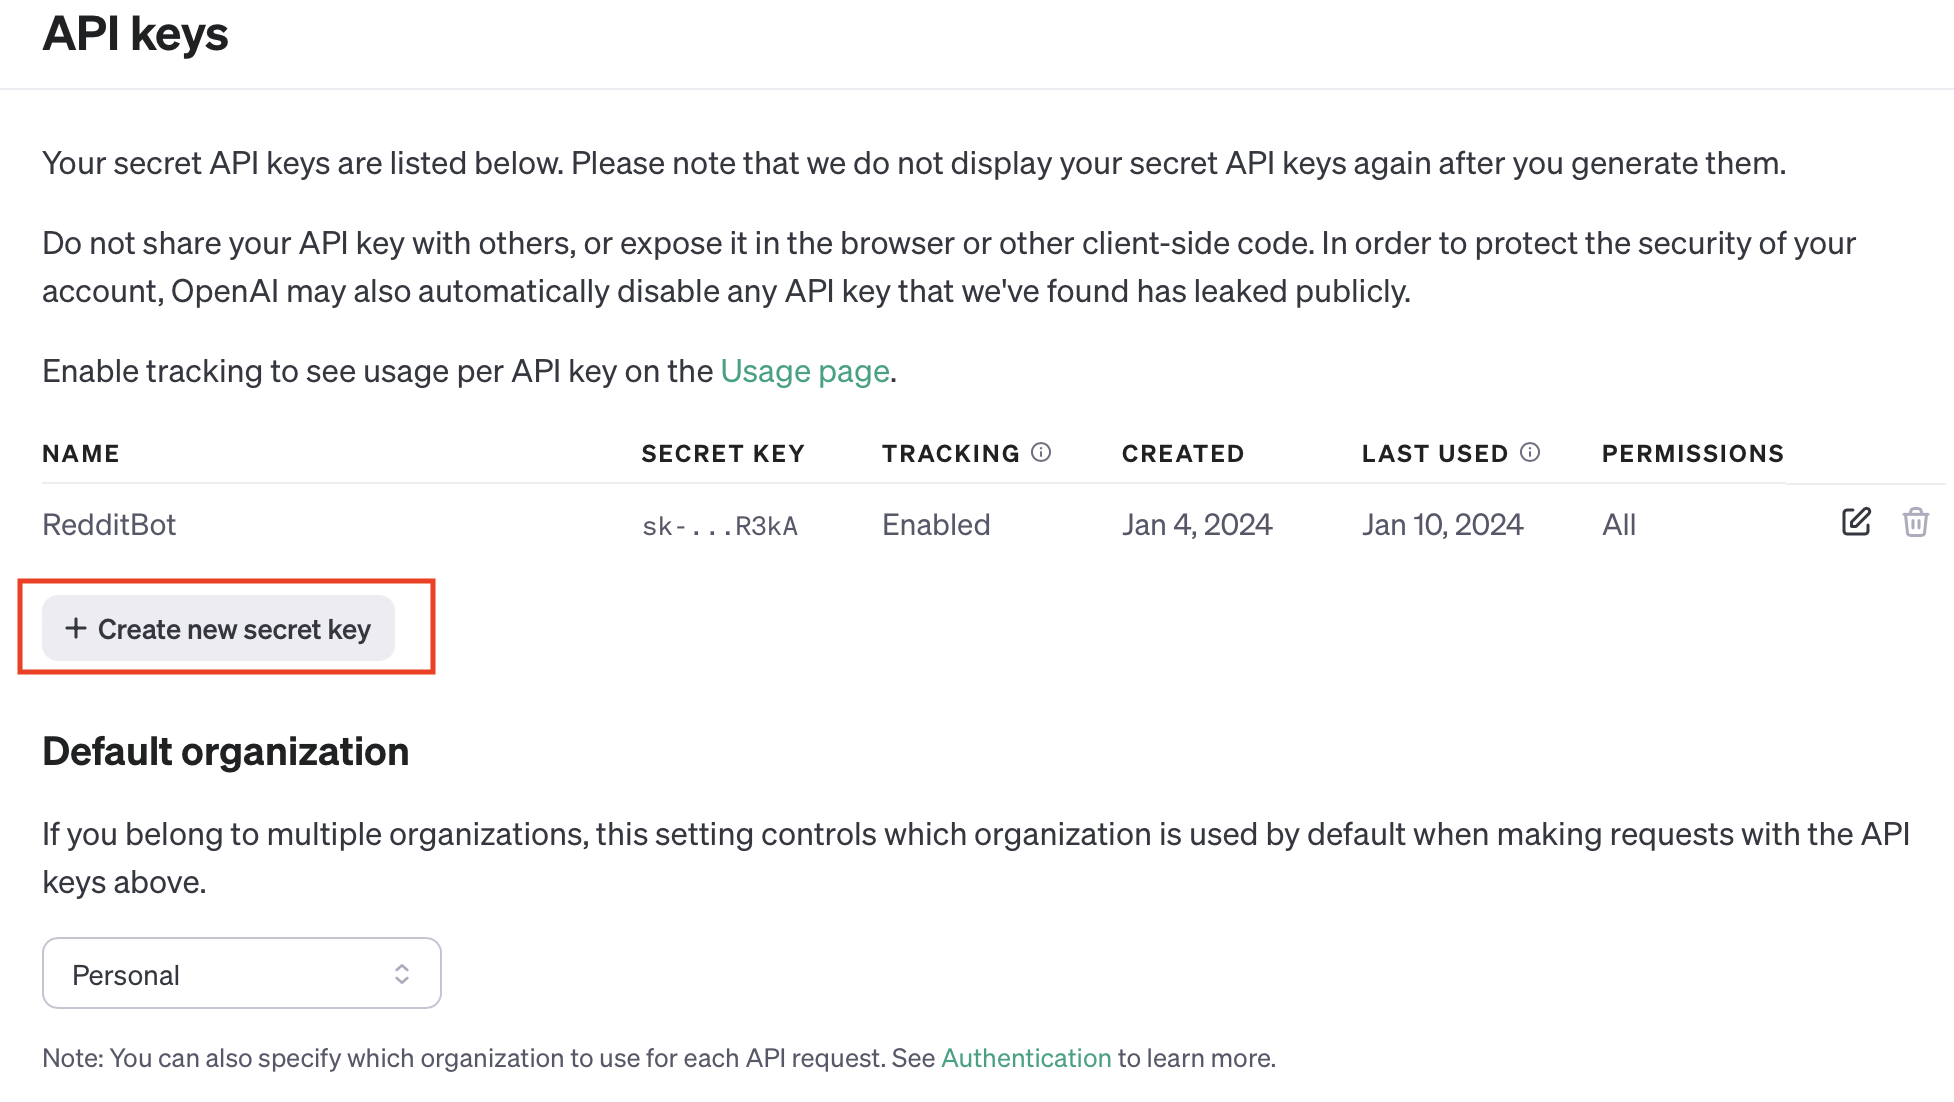 API keys
Your secret API keys are listed below. Please note that we do not display your secret API keys again after you generate them.
Do not share your API key with others, or expose it in the browser or other client-side code. In order to protect the security of your
account, OpenAI may also automatically disable any API key that we've found has leaked publicly.
Enable tracking to see usage per API key on the Usage page.
NAME SECRET KEY TRACKING CREATED LAST USED PERMISSIONS
RedditBot sk-...R3kA Enabled Jan 4, 2024 Jan 10, 2024 All
+ Create new secret key
Default organization
If you belong to multiple organizations, this setting controls which organization is used by default when making requests with the API
keys above.
Personal
Note: You can also specify which organization to use for each API request. See Authentication to learn more.